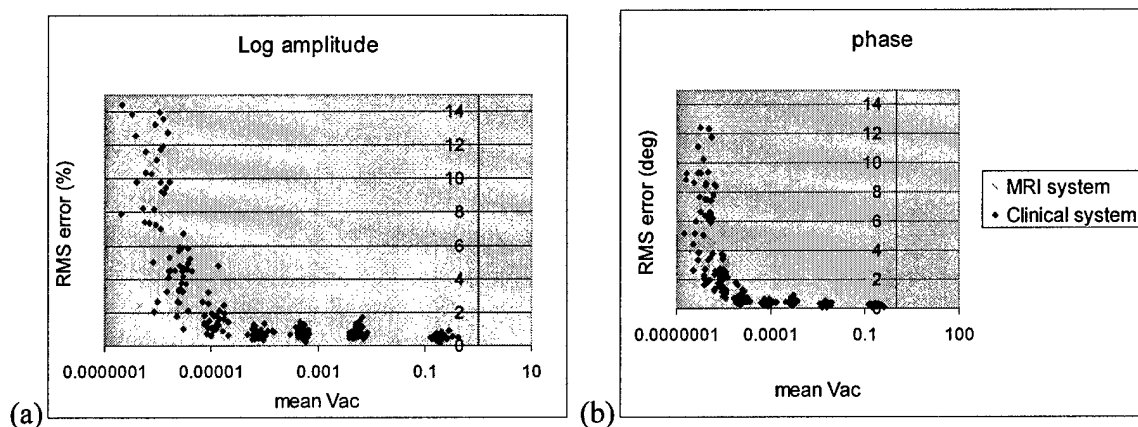 Log amplitude
RMS error (%)
14
12
10
8
6
4
2
0
0.0000001 0.00001 0.001 0.1 10
mean Vac
(a)
phase
RMS error (deg)
14
12
10
8
6
4
2
0
0.0000001 0.0001 0.1 100
mean Vac
(b)
MRI system
Clinical system